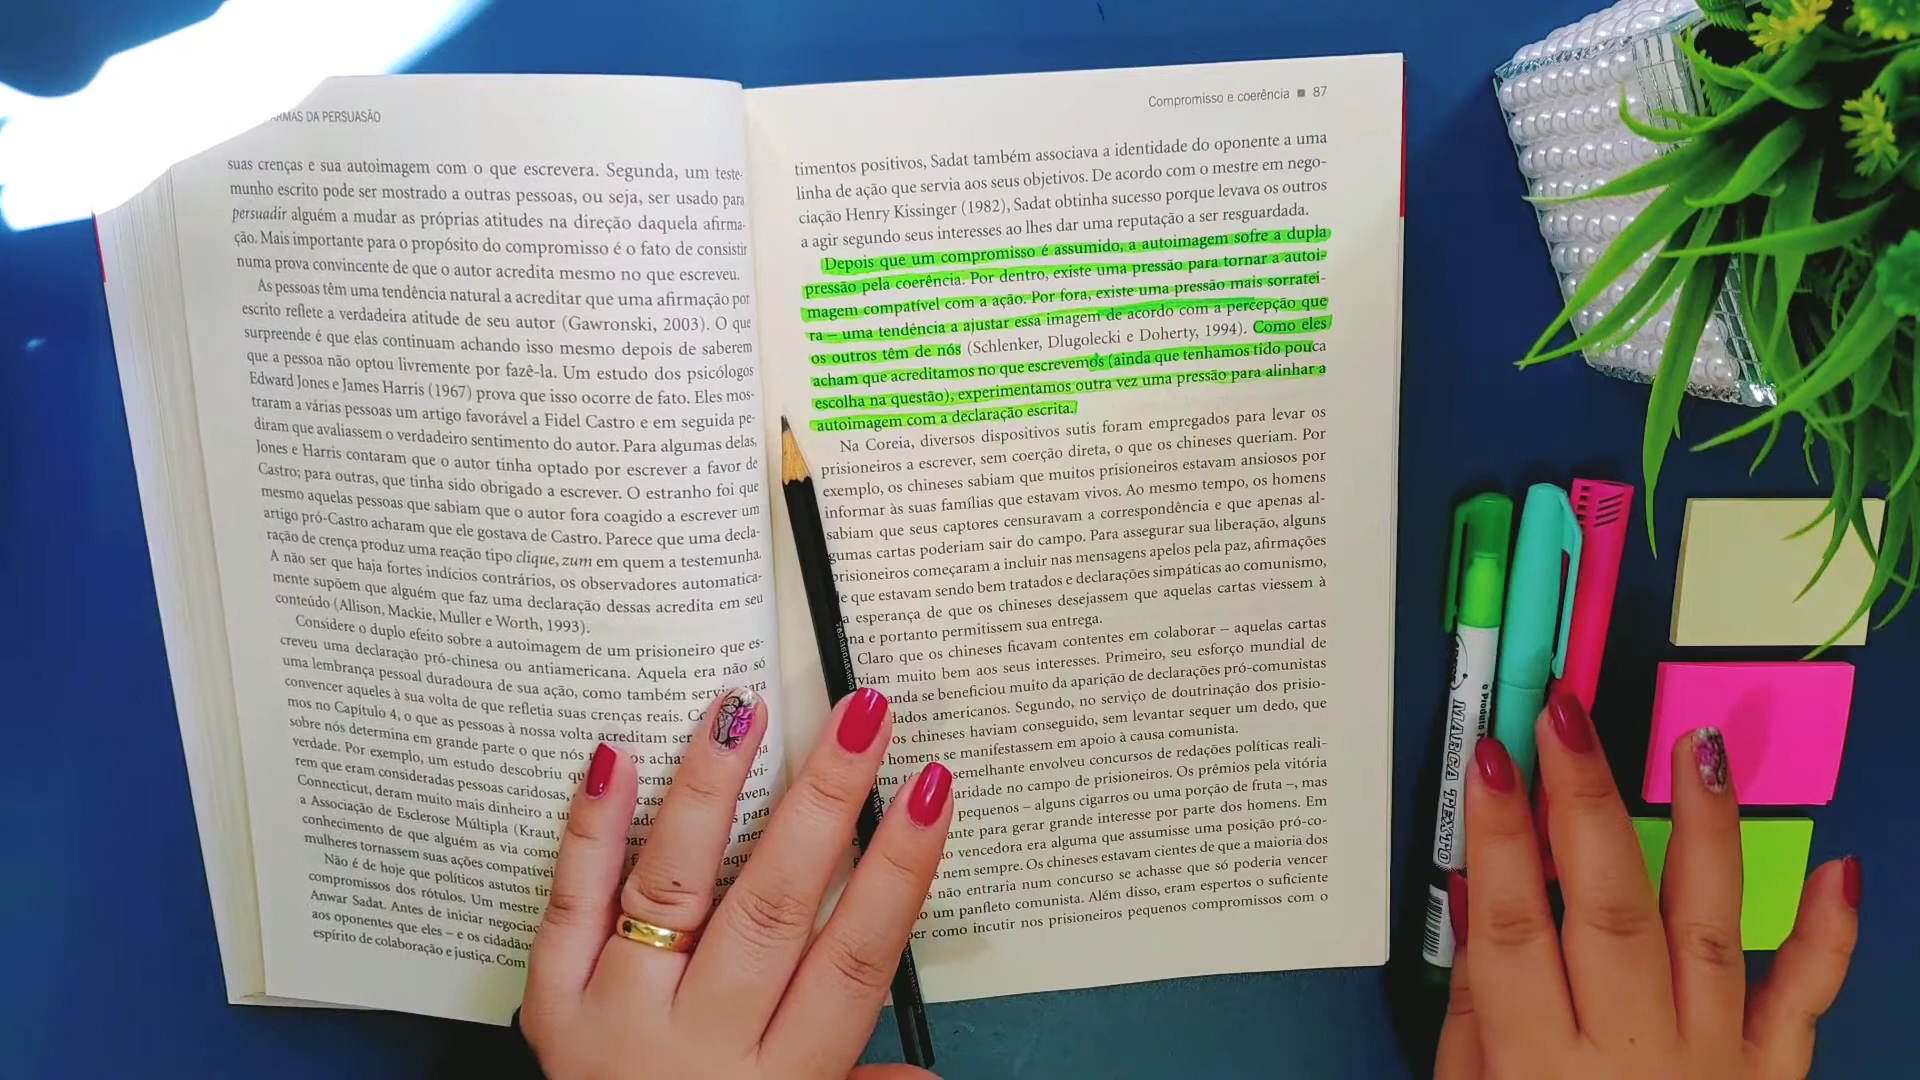 ARMAS DA PERSUASÃO
suas crenças e sua autoimagem com o que escrevera. Segunda, um teste-
munho escrito pode ser mostrado a outras pessoas, ou seja, ser usado para
persuadir alguém a mudar as próprias atitudes na direção daquela afirma-
ção. Mais importante para o propósito do compromisso é o fato de consistir
numa prova convincente de que o autor acredita mesmo no que escreveu.
As pessoas têm uma tendência natural a acreditar que uma afirmação por
escrito reflete a verdadeira atitude de seu autor (Gawronski, 2003). O que
surpreende é que elas continuam achando isso mesmo depois de saberem
que a pessoa não optou livremente por fazê-la. Um estudo dos psicólogos
Edward Jones e James Harris (1967) prova que isso ocorre de fato. Eles mos-
traram a várias pessoas um artigo favorável a Fidel Castro e em seguida pe-
diram que avaliassem o verdadeiro sentimento do autor. Para algumas delas,
Jones e Harris contaram que o autor tinha optado por escrever a favor de
Castro; para outras, que tinha sido obrigado a escrever. O estranho foi que
mesmo aquelas pessoas que sabiam que o autor fora coagido a escrever um
artigo pró-Castro acharam que ele gostava de Castro. Parece que uma decla-
ração de crença produz uma reação tipo clique, zum em quem a testemunha.
A não ser que haja fortes indícios contrários, os observadores automatica-
mente supõem que alguém que faz uma declaração dessas acredita em seu
conteúdo (Allison, Mackie, Muller e Worth, 1993).
Considere o duplo efeito sobre a autoimagem de um prisioneiro que es-
creveu uma declaração pró-chinesa ou antiamericana. Aquela era não só
uma lembrança pessoal duradoura de sua ação, como também servia para
convencer aqueles à sua volta de que refletia suas crenças reais.
mos no Capítulo 4, o que as pessoas à nossa volta acreditam ser
sobre nós determina em grande parte o que nós
verdade. Por exemplo, um estudo descobriu
rem que eram consideradas pessoas caridosas,
Connecticut, deram muito mais dinheiro a
a Associação de Esclerose Múltipla (Kraut,
conhecimento de que alguém as via como
mulheres tornassem suas ações
Não é de hoje que políticos astutos
compromissos dos rótulos. Um mestre
Anwar Sadat. Antes de iniciar
aos oponentes que eles – e os cidadãos
espírito de colaboração e justiça. Com
Compromisso e coerência ■ 87
timentos positivos, Sadat também associava a identidade do oponente a uma
linha de ação que servia aos seus objetivos. De acordo com o mestre em nego-
ciação Henry Kissinger (1982), Sadat obtinha sucesso porque levava os outros
a agir segundo seus interesses ao lhes dar uma reputação a ser resguardada.
Depois que um compromisso é assumido, a autoimagem sofre a dupla
pressão pela coerência. Por dentro, existe uma pressão para tornar a autoi-
magem compatível com a ação. Por fora, existe uma pressão mais sorratei-
ra – uma tendência a ajustar essa imagem de acordo com a percepção que
os outros têm de nós (Schlenker, Dlugolecki e Doherty, 1994). Como eles
acham que acreditamos no que escrevemos (ainda que tenhamos tido pouca
escolha na questão), experimentamos outra vez uma pressão para alinhar a
autoimagem com a declaração escrita.
Na Coreia, diversos dispositivos sutis foram empregados para levar os
prisioneiros a escrever, sem coerção direta, o que os chineses queriam. Por
exemplo, os chineses sabiam que muitos prisioneiros estavam ansiosos por
informar às suas famílias que estavam vivos. Ao mesmo tempo, os homens
sabiam que seus captores censuravam a correspondência e que apenas al-
gumas cartas poderiam sair do campo. Para assegurar sua liberação, alguns
prisioneiros começaram a incluir nas mensagens apelos pela paz, afirmações
de que estavam sendo bem tratados e declarações simpáticas ao comunismo,
na esperança de que os chineses desejassem que aquelas cartas viessem à
na e portanto permitissem sua entrega.
Claro que os chineses ficavam contentes em colaborar – aquelas cartas
viam muito bem aos seus interesses. Primeiro, seu esforço mundial de
anda se beneficiou muito da aparição de declarações pró-comunistas
dados americanos. Segundo, no serviço de doutrinação dos prisio-
os chineses haviam conseguido, sem levantar sequer um dedo, que
homens se manifestassem em apoio à causa comunista.
semelhante envolveu concursos de redações políticas reali-
aridade no campo de prisioneiros. Os prêmios pela vitória
pequenos – alguns cigarros ou uma porção de fruta –, mas
ante para gerar grande interesse por parte dos homens. Em
vencedora era alguma que assumisse uma posição pró-co-
nem sempre. Os chineses estavam cientes de que a maioria dos
não entraria num concurso se achasse que só poderia vencer
um panfleto comunista. Além disso, eram espertos o suficiente
er como incutir nos prisioneiros pequenos compromissos com o
MARCA TEXTO